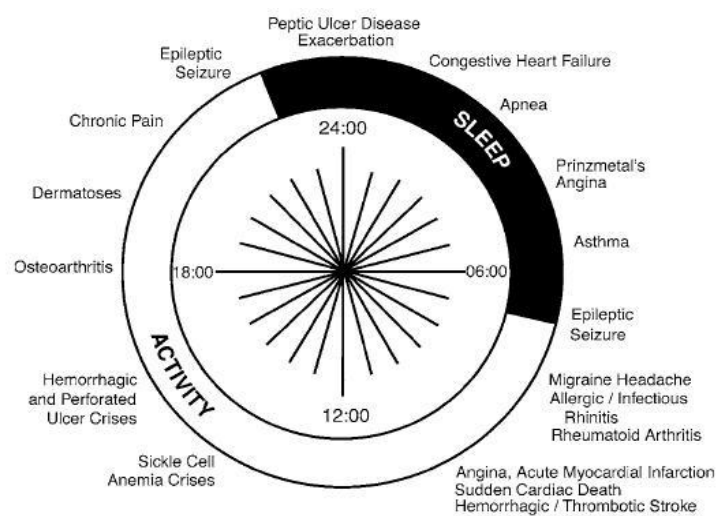 Peptic Ulcer Disease
Exacerbation
Epileptic
Seizure
Congestive Heart Failure
Apnea
Chronic Pain
24:00
SLEEP
Prinzmetal's
Angina
Dermatoses
Asthma
Osteoarthritis
18:00
06:00
Epileptic
Seizure
ACTIVITY
Hemorrhagic
and Perforated
Ulcer Crises
12:00
Migraine Headache
Allergic / Infectious
Rhinitis
Rheumatoid Arthritis
Sickle Cell
Anemia Crises
Angina, Acute Myocardial Infarction
Sudden Cardiac Death
Hemorrhagic / Thrombotic Stroke